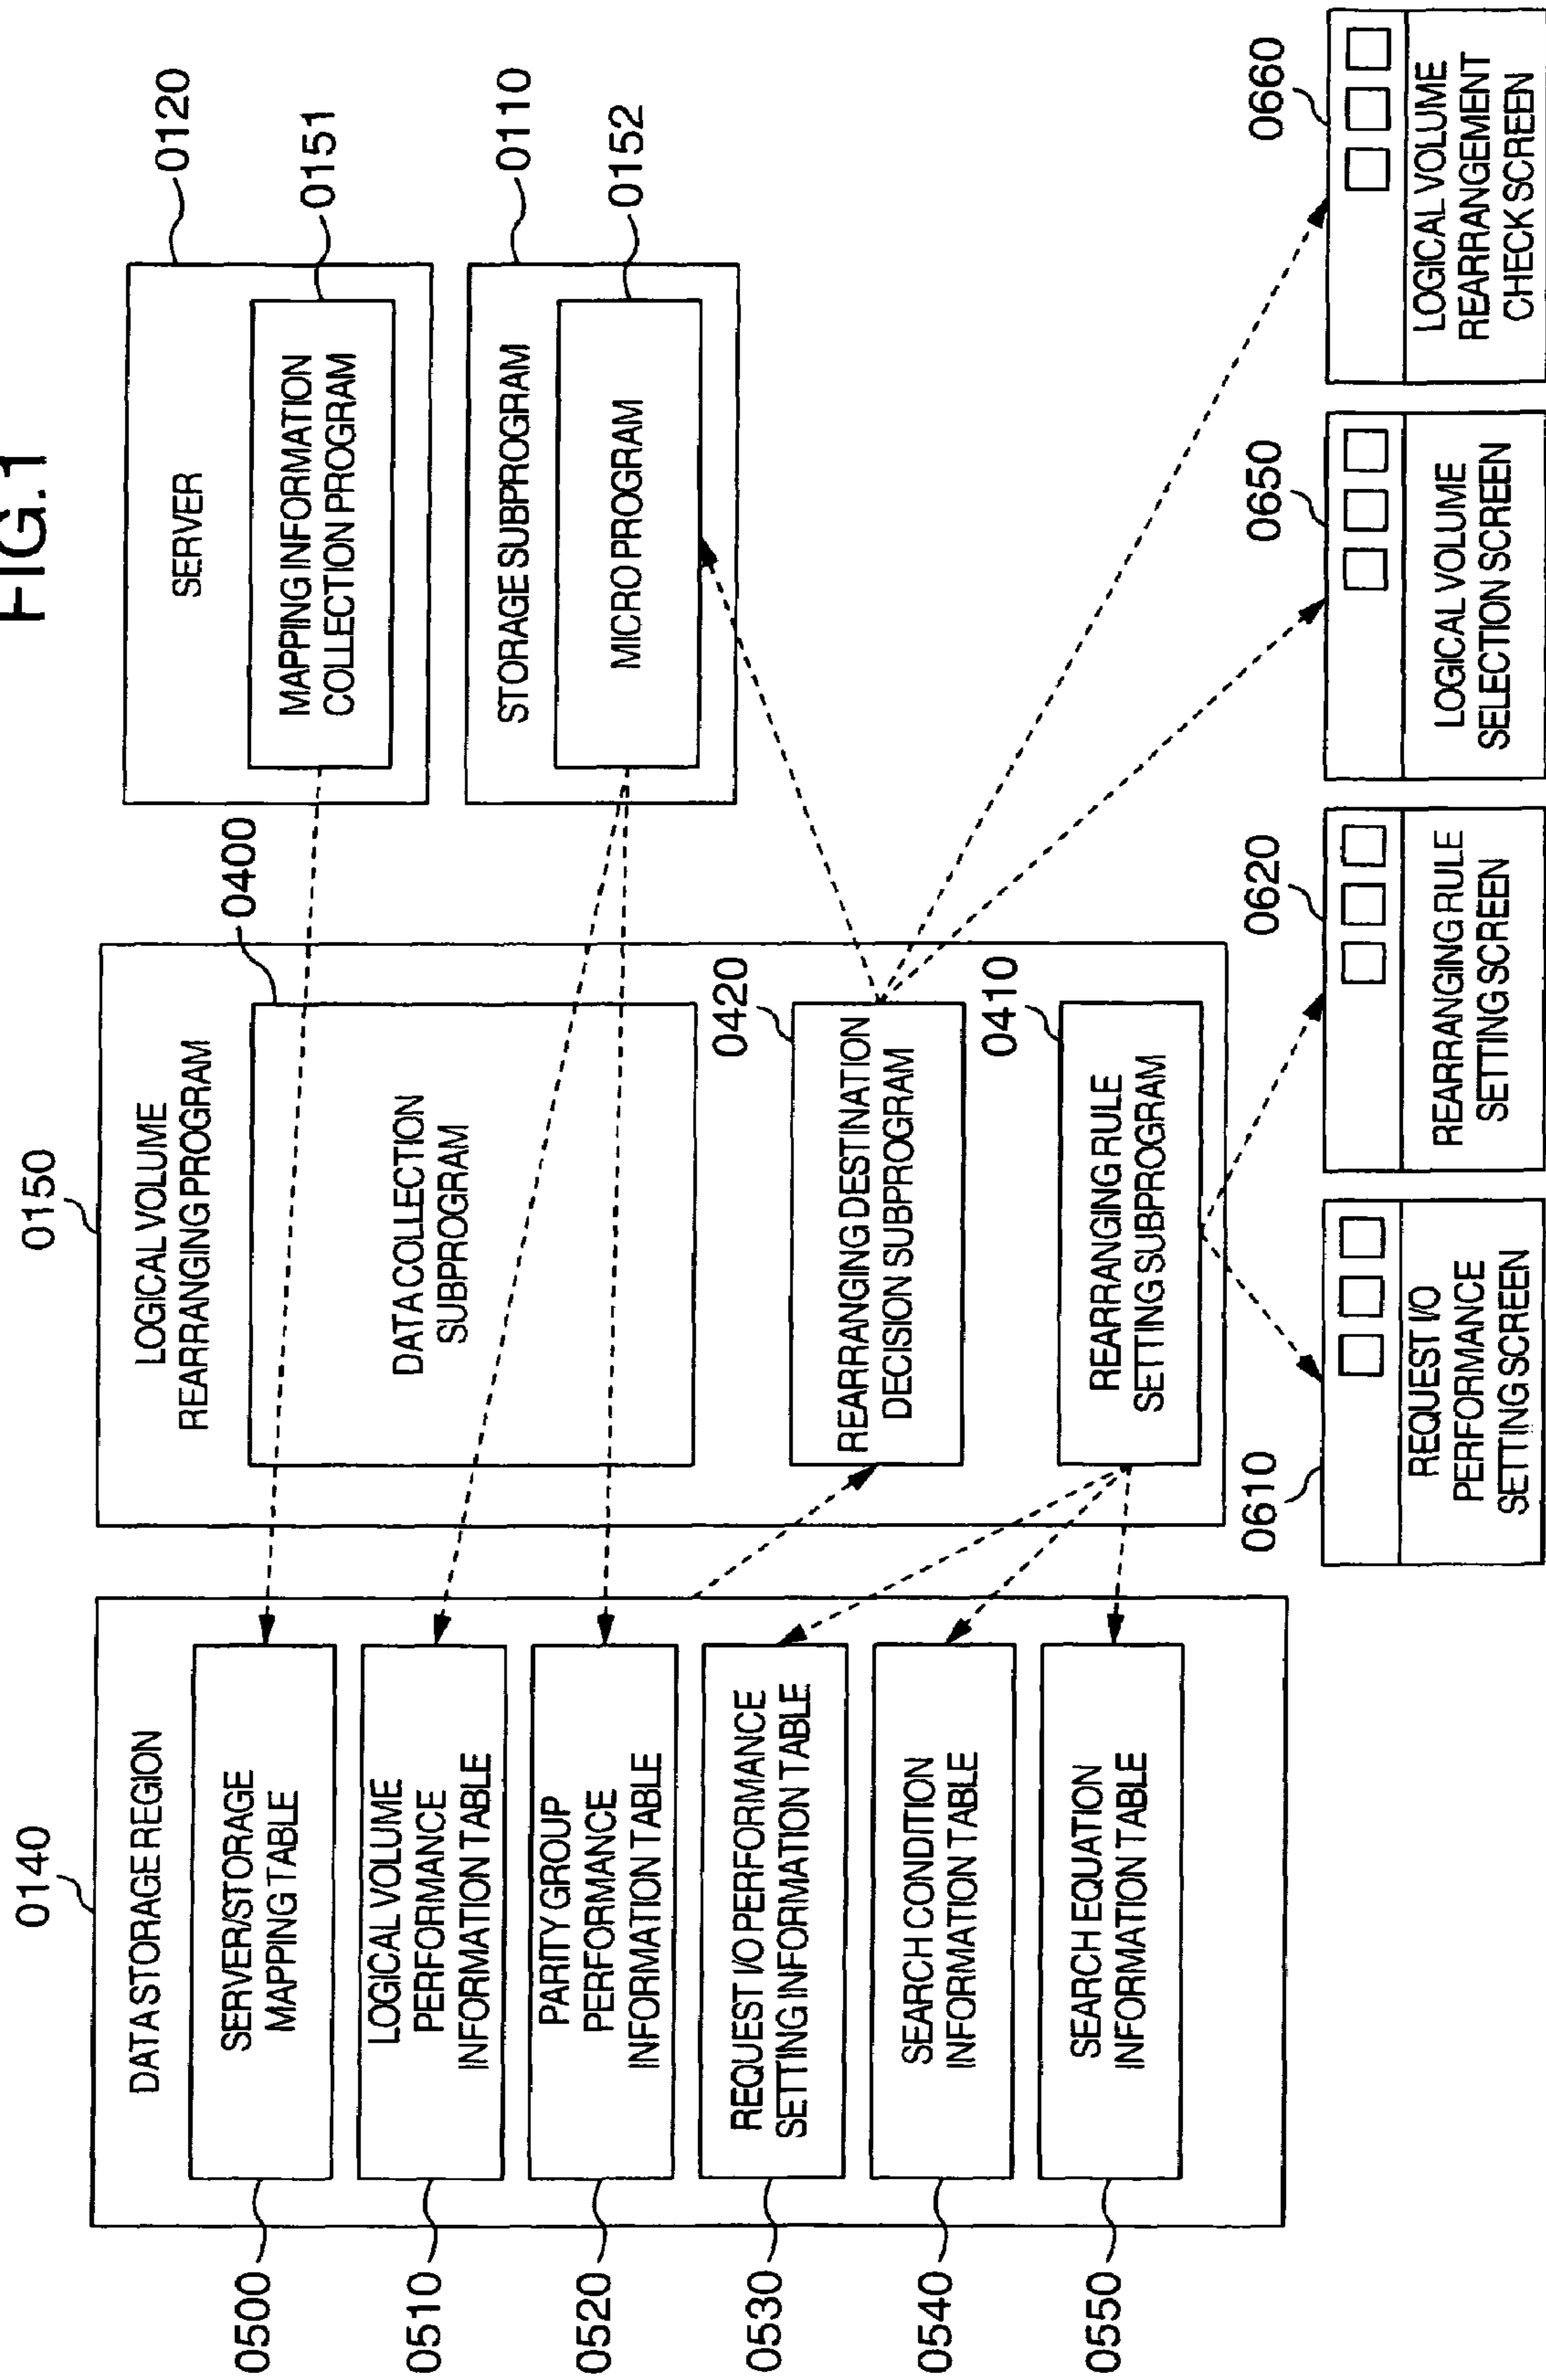 FIG.1
0140
DATA STORAGE REGION
SERVER/STORAGE
MAPPING TABLE
0500
LOGICAL VOLUME
PERFORMANCE
INFORMATION TABLE
0510
PARITY GROUP
PERFORMANCE
INFORMATION TABLE
0520
REQUEST I/O PERFORMANCE
SETTING INFORMATION TABLE
0530
SEARCH CONDITION
INFORMATION TABLE
0540
SEARCH EQUATION
INFORMATION TABLE
0550
0150
LOGICAL VOLUME
REARRANGING PROGRAM
0400
DATA COLLECTION
SUBPROGRAM
0420
REARRANGING DESTINATION
DECISION SUBPROGRAM
0410
REARRANGING RULE
SETTING SUBPROGRAM
0120
SERVER
0151
MAPPING INFORMATION
COLLECTION PROGRAM
0110
STORAGE SUBPROGRAM
0152
MICRO PROGRAM
0610
REQUEST I/O
PERFORMANCE
SETTING SCREEN
0620
REARRANGING RULE
SETTING SCREEN
0650
LOGICAL VOLUME
SELECTION SCREEN
0660
LOGICAL VOLUME
REARRANGEMENT
CHECK SCREEN